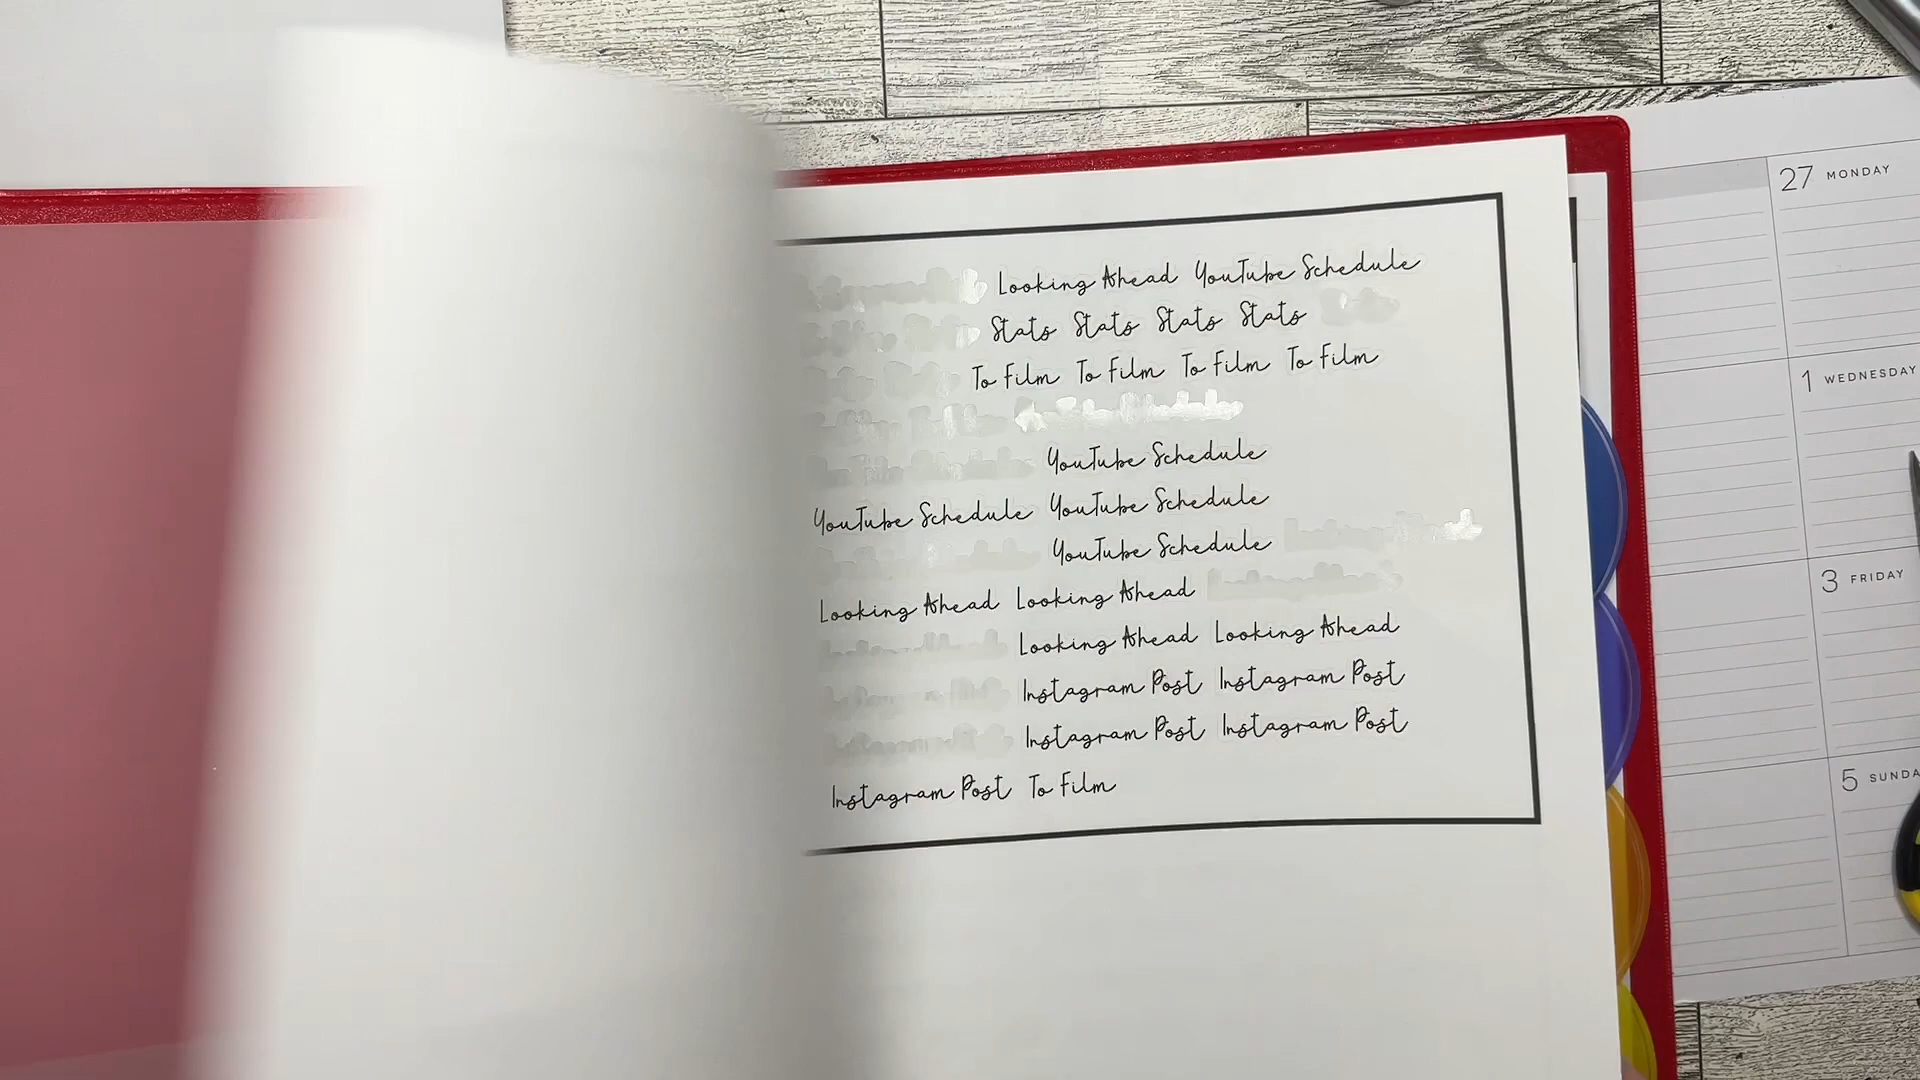 Looking Ahead YouTube Schedule
Stats Stats Stats Stats
To Film To Film To Film To Film
YouTube Schedule
YouTube Schedule YouTube Schedule
YouTube Schedule
Looking Ahead Looking Ahead
Looking Ahead Looking Ahead
Instagram Post Instagram Post
Instagram Post Instagram Post
Instagram Post To Film
27 MONDAY
1 WEDNESDAY
3 FRIDAY
5 SUNDA